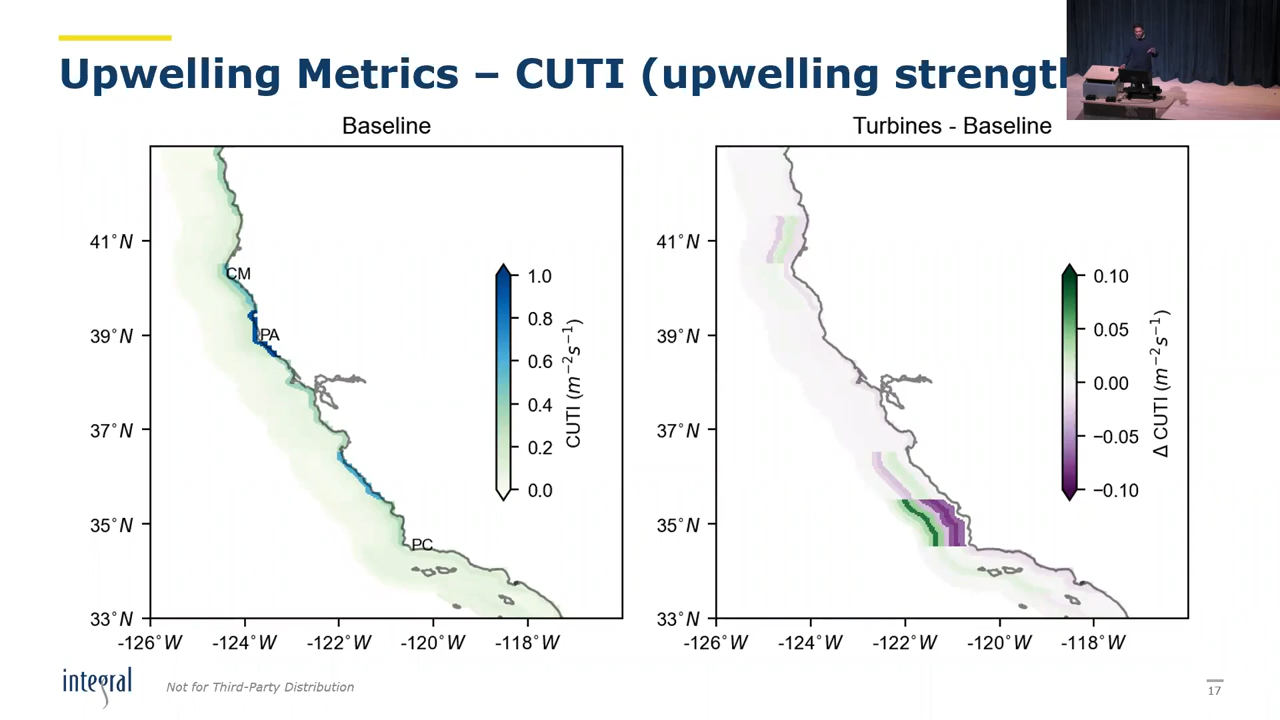 Upwelling Metrics – CUTI (upwelling strengt
Baseline
41°N
39°N
37°N
35°N
33°N
-126°W -124°W -122°W -120°W -118°W
CM
PA
PC
1.0
0.8
0.6
0.4
0.2
0.0
CUTI (m⁻²s⁻¹)
Turbines - Baseline
41°N
39°N
37°N
35°N
33°N
-126°W -124°W -122°W -120°W -118°W
0.10
0.05
0.00
−0.05
−0.10
Δ CUTI (m⁻²s⁻¹)
integral
Not for Third-Party Distribution
17